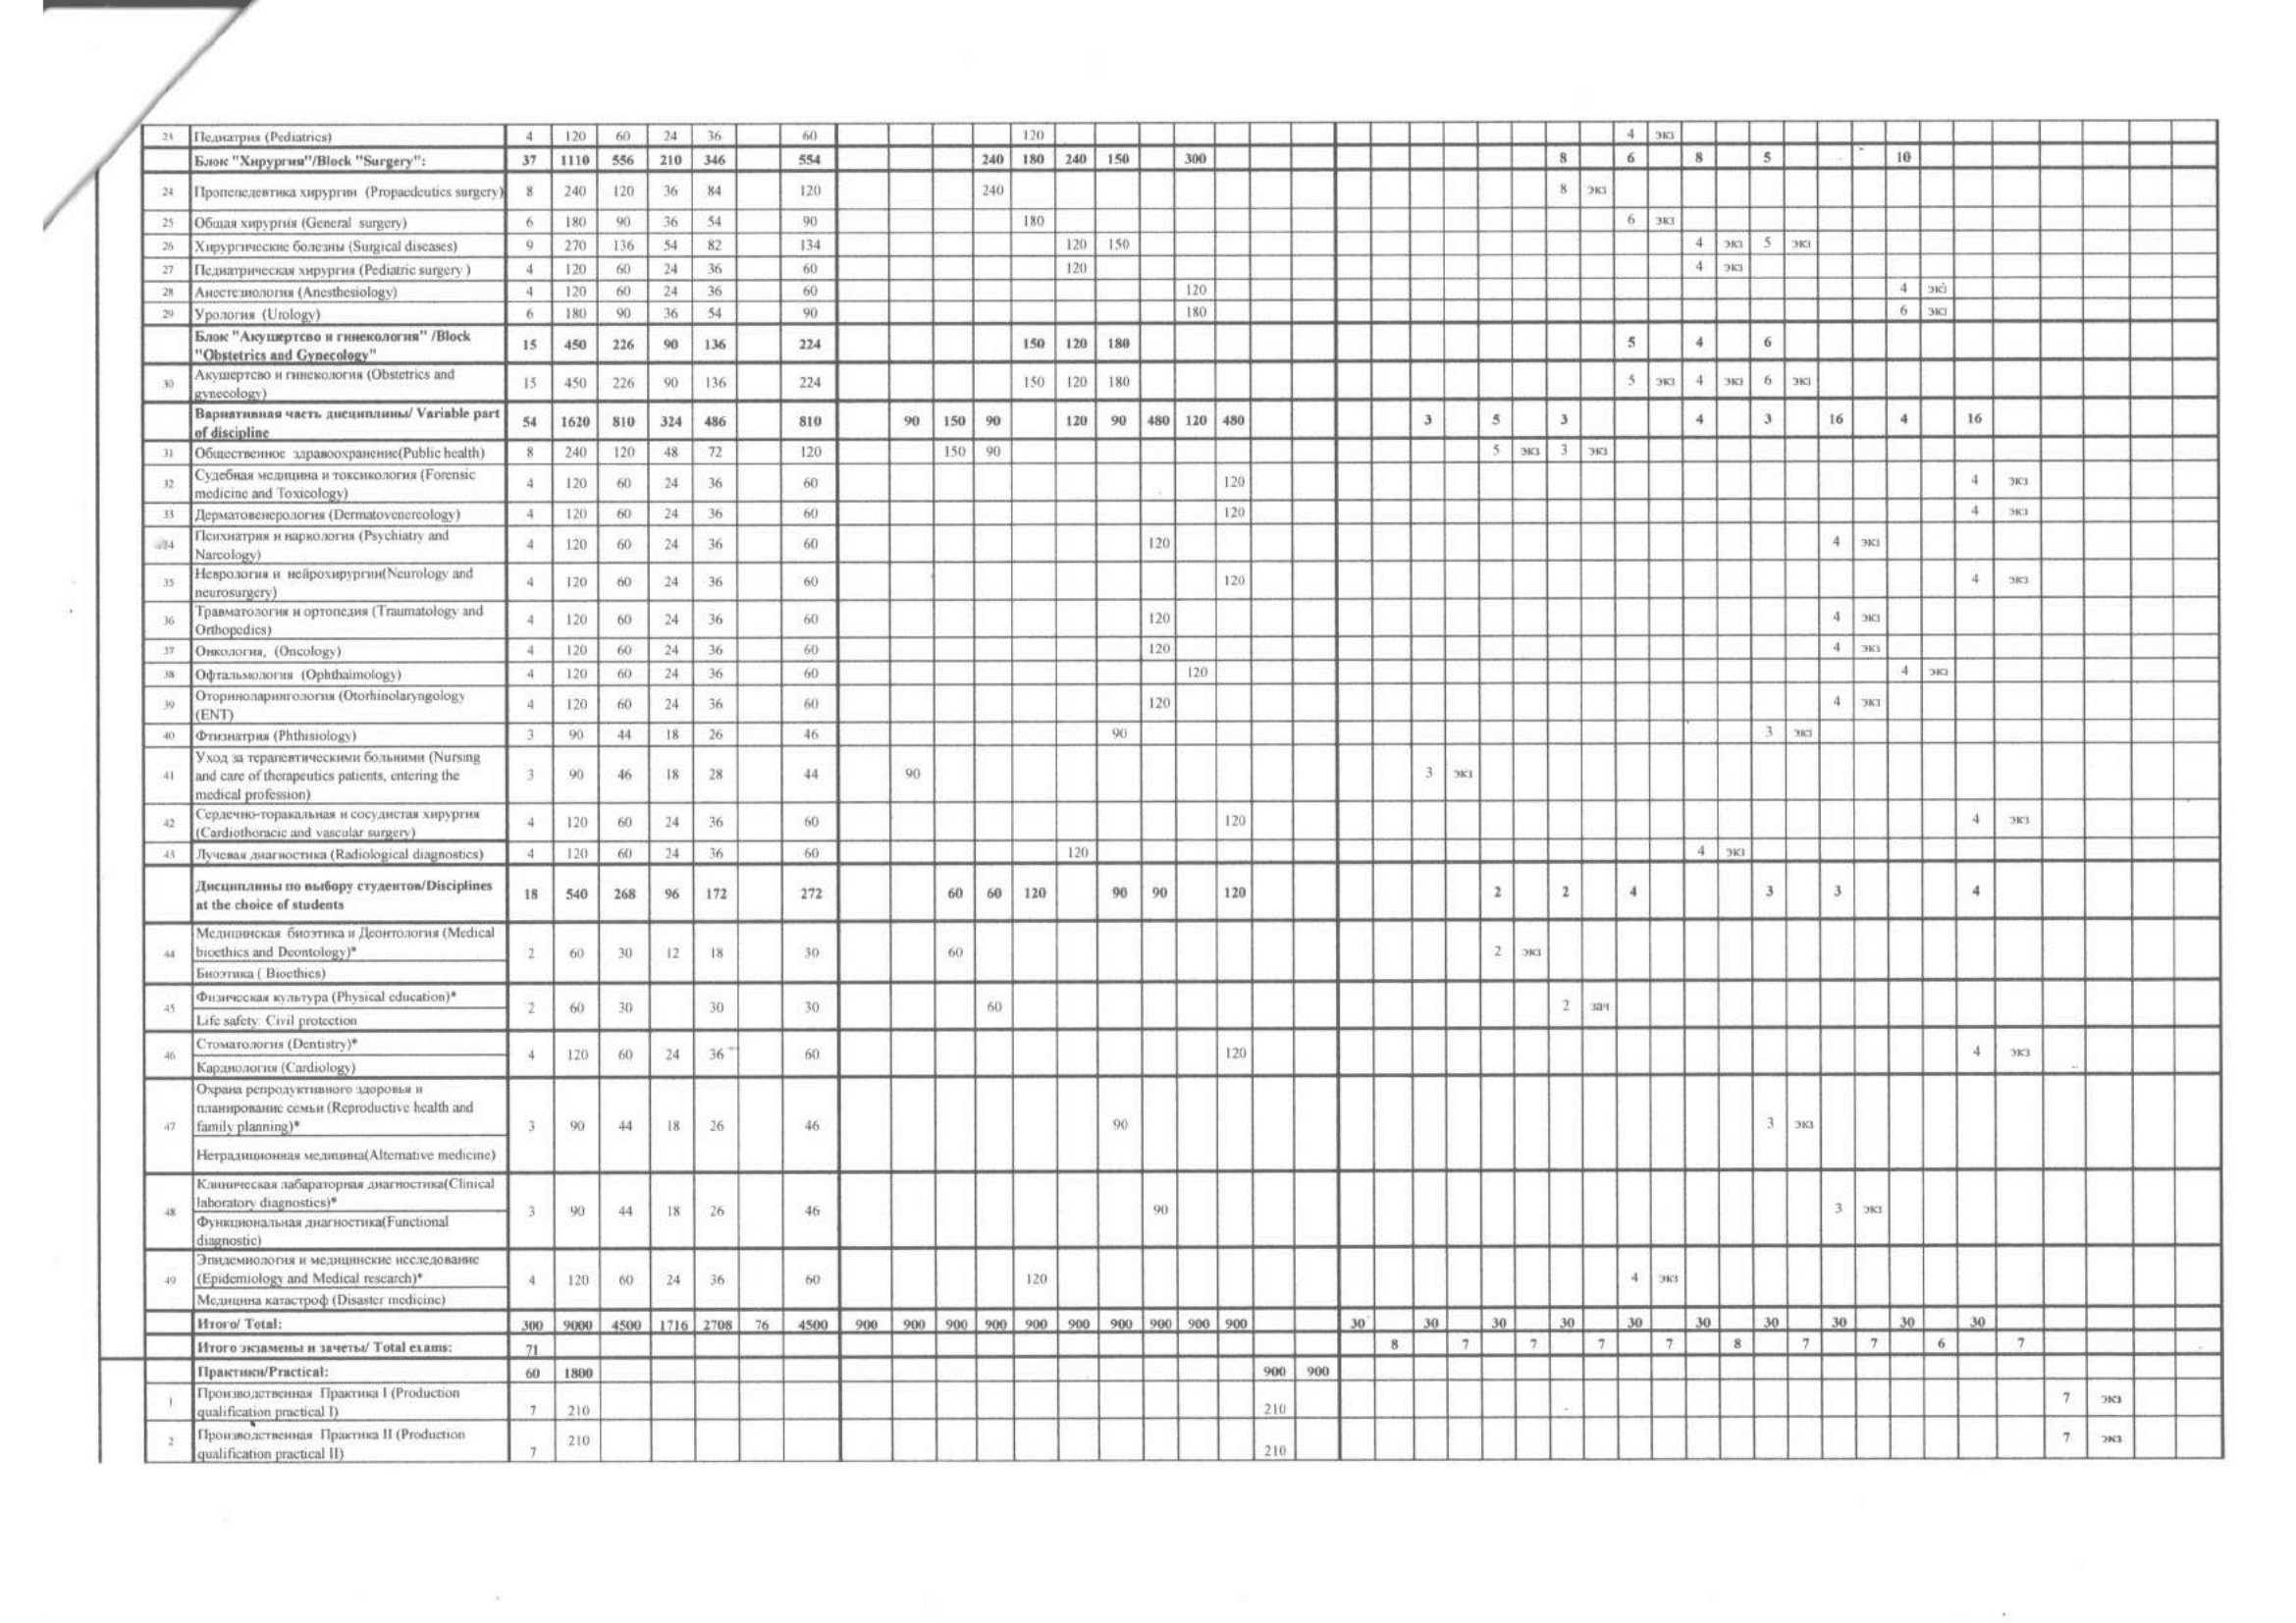 23 Педиатрия (Pediatrics) 4 120 60 24 36 60 120 4 экз
Блок "Хирургия"/Block "Surgery": 37 1110 556 210 346 554 240 180 240 150 300 8 6 8 5 10
24 Пропепедевтика хирургии (Propaedeutics surgery) 8 240 120 36 84 120 240 8 экз
25 Общая хирургия (General surgery) 6 180 90 36 54 90 180 6 экз
26 Хирургические болезны (Surgical diseases) 9 270 136 54 82 134 120 150 4 экз 5 экз
27 Педиатрическая хирургия (Pediatric surgery ) 4 120 60 24 36 60 120 4 экз
28 Анестезиология (Anesthesiology) 4 120 60 24 36 60 120 4 экз
29 Урология (Urology) 6 180 90 36 54 90 180 6 экз
Блок "Акушертсво и гинекология" /Block
"Obstetrics and Gynecology" 15 450 226 90 136 224 150 120 180 5 4 6
30 Акушертсво и гинекология (Obstetrics and
gynecology) 15 450 226 90 136 224 150 120 180 5 экз 4 экз 6 экз
Вариативная часть дисциплины/ Variable part
of discipline 54 1620 810 324 486 810 90 150 90 120 90 480 120 480 3 5 3 4 3 16 4 16
31 Общественное здравоохранение(Public health) 8 240 120 48 72 120 150 90 5 экз 3 экз
32 Судебная медицина и токсикология (Forensic
medicine and Toxicology) 4 120 60 24 36 60 120 4 экз
33 Дерматовенерология (Dermatovenereology) 4 120 60 24 36 60 120 4 экз
34 Психиатрия и наркология (Psychiatry and
Narcology) 4 120 60 24 36 60 120 4 экз
35 Неврология и нейрохирургии(Neurology and
neurosurgery) 4 120 60 24 36 60 120 4 экз
36 Травматология и ортопедия (Traumatology and
Orthopedics) 4 120 60 24 36 60 120 4 экз
37 Онкология, (Oncology) 4 120 60 24 36 60 120 4 экз
38 Офтальмология (Ophthalmology) 4 120 60 24 36 60 120 4 экз
39 Оториноларингология (Otorhinolaryngology
(ENT) 4 120 60 24 36 60 120 4 экз
40 Фтизиатрия (Phthisiology) 3 90 44 18 26 46 90 3 экз
41 Уход за терапевтическими больними (Nursing
and care of therapeutics patients, entering the
medical profession) 3 90 46 18 28 44 90 3 экз
42 Сердечно-торакальная и сосудистая хирургия
(Cardiothoracic and vascular surgery) 4 120 60 24 36 60 120 4 экз
43 Лучевая диагностика (Radiological diagnostics) 4 120 60 24 36 60 120 4 экз
Дисциплины по выбору студентов/Disciplines
at the choice of students 18 540 268 96 172 272 60 60 120 90 90 120 2 2 4 3 3 4
44 Медицинская биоэтика и Деонтология (Medical
bioethics and Deontology)* 2 60 30 12 18 30 60 2 экз
Биоэтика ( Bioethics)
45 Физическая культура (Physical education)* 2 60 30 30 30 60 2 зач
Life safety: Civil protection
46 Стоматология (Dentistry)* 4 120 60 24 36 60 120 4 экз
Кардиология (Cardiology)
47 Охрана репродуктивного здоровья и
планирование семьи (Reproductive health and
family planning)* 3 90 44 18 26 46 90 3 экз
Нетрадиционная медицина(Alternative medicine)
48 Клиническая лабараторная диагностика(Clinical
laboratory diagnostics)* 3 90 44 18 26 46 90 3 экз
Функциональная диагностика(Functional
diagnostic)
49 Эпидемиология и медицинские исследование
(Epidemiology and Medical research)* 4 120 60 24 36 60 120 4 экз
Медицина катастроф (Disaster medicine)
Итого/ Total: 300 9000 4500 1716 2708 76 4500 900 900 900 900 900 900 900 900 900 900 30 30 30 30 30 30 30 30 30 30
Итого экзамены и зачеты/ Total exams: 71 8 7 7 7 7 8 7 7 6 7
Практики/Practical: 60 1800 900 900
1 Производственная Практика I (Production
qualification practical I) 7 210 210 7 экз
2 Производственная Практика II (Production
qualification practical II) 7 210 210 7 экз